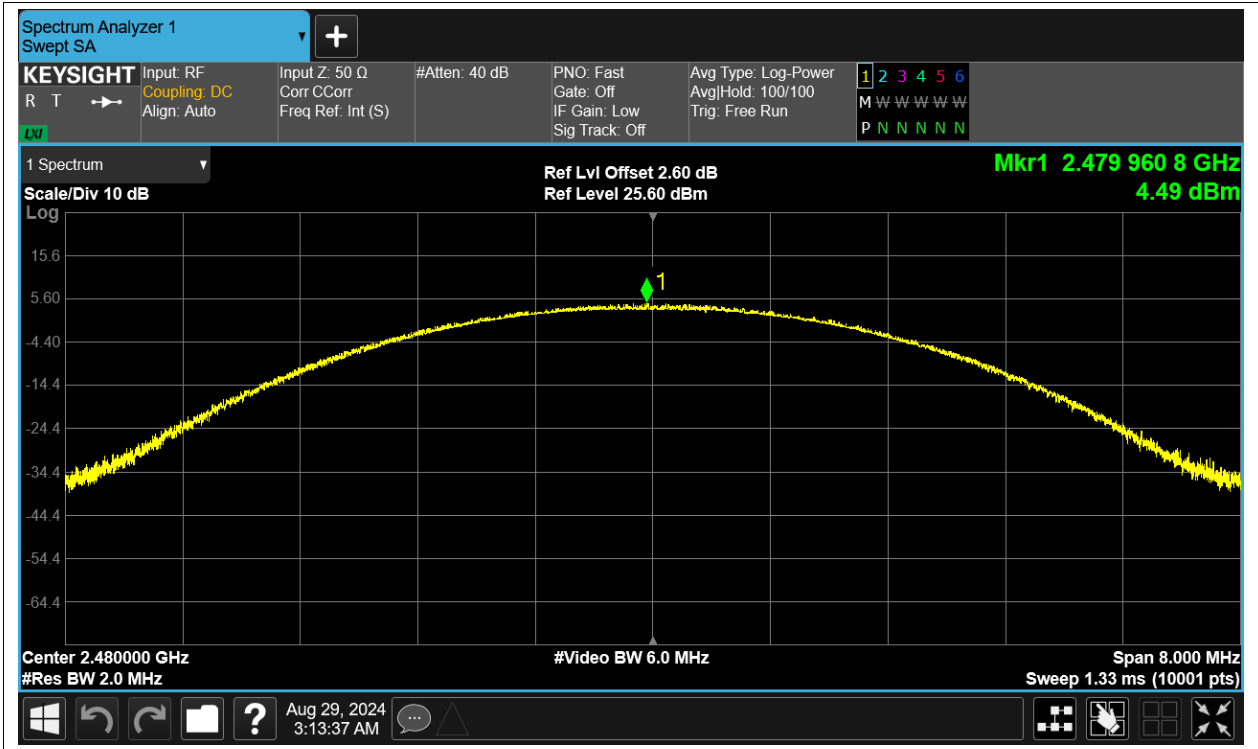 Spectrum Analyzer 1
Swept SA
KEYSIGHT
R T
LXI
Input: RF
Coupling: DC
Align: Auto
Input Z: 50 Ω
Corr CCorr
Freq Ref: Int (S)
#Atten: 40 dB
PNO: Fast
Gate: Off
IF Gain: Low
Sig Track: Off
Avg Type: Log-Power
Avg|Hold: 100/100
Trig: Free Run
1 2 3 4 5 6
M W W W W W
P N N N N N
1 Spectrum
Scale/Div 10 dB
Log
Ref Lvl Offset 2.60 dB
Ref Level 25.60 dBm
Mkr1 2.479 960 8 GHz
4.49 dBm
1
15.6
5.60
-4.40
-14.4
-24.4
-34.4
-44.4
-54.4
-64.4
Center 2.480000 GHz
#Video BW 6.0 MHz
Span 8.000 MHz
#Res BW 2.0 MHz
Sweep 1.33 ms (10001 pts)
?
Aug 29, 2024
3:13:37 AM